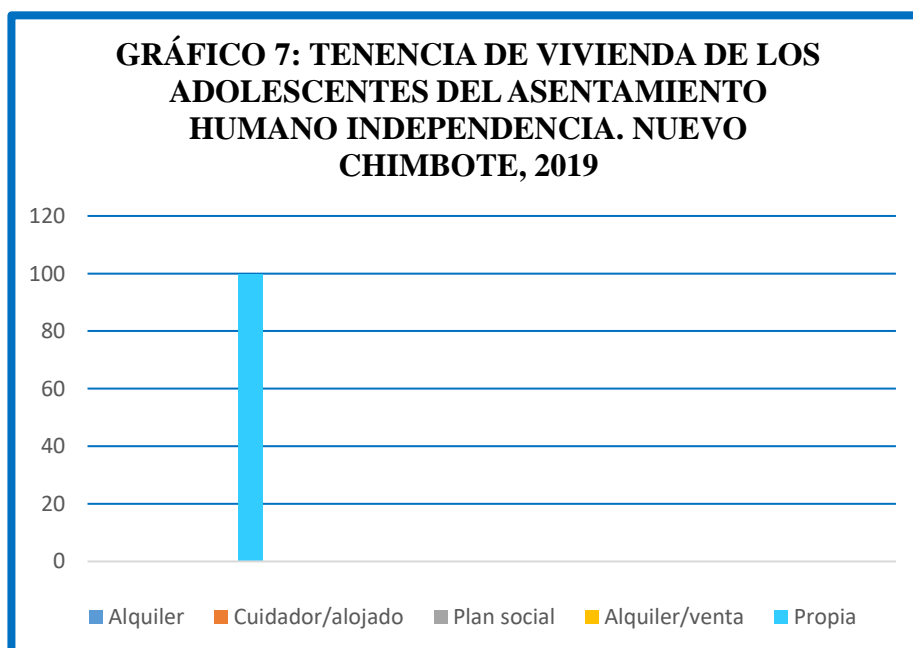 GRÁFICO 7: TENENCIA DE VIVIENDA DE LOS
ADOLESCENTES DEL ASENTAMIENTO
HUMANO INDEPENDENCIA. NUEVO
CHIMBOTE, 2019
120
100
80
60
40
20
0
Alquiler Cuidador/alojado Plan social Alquiler/venta Propia